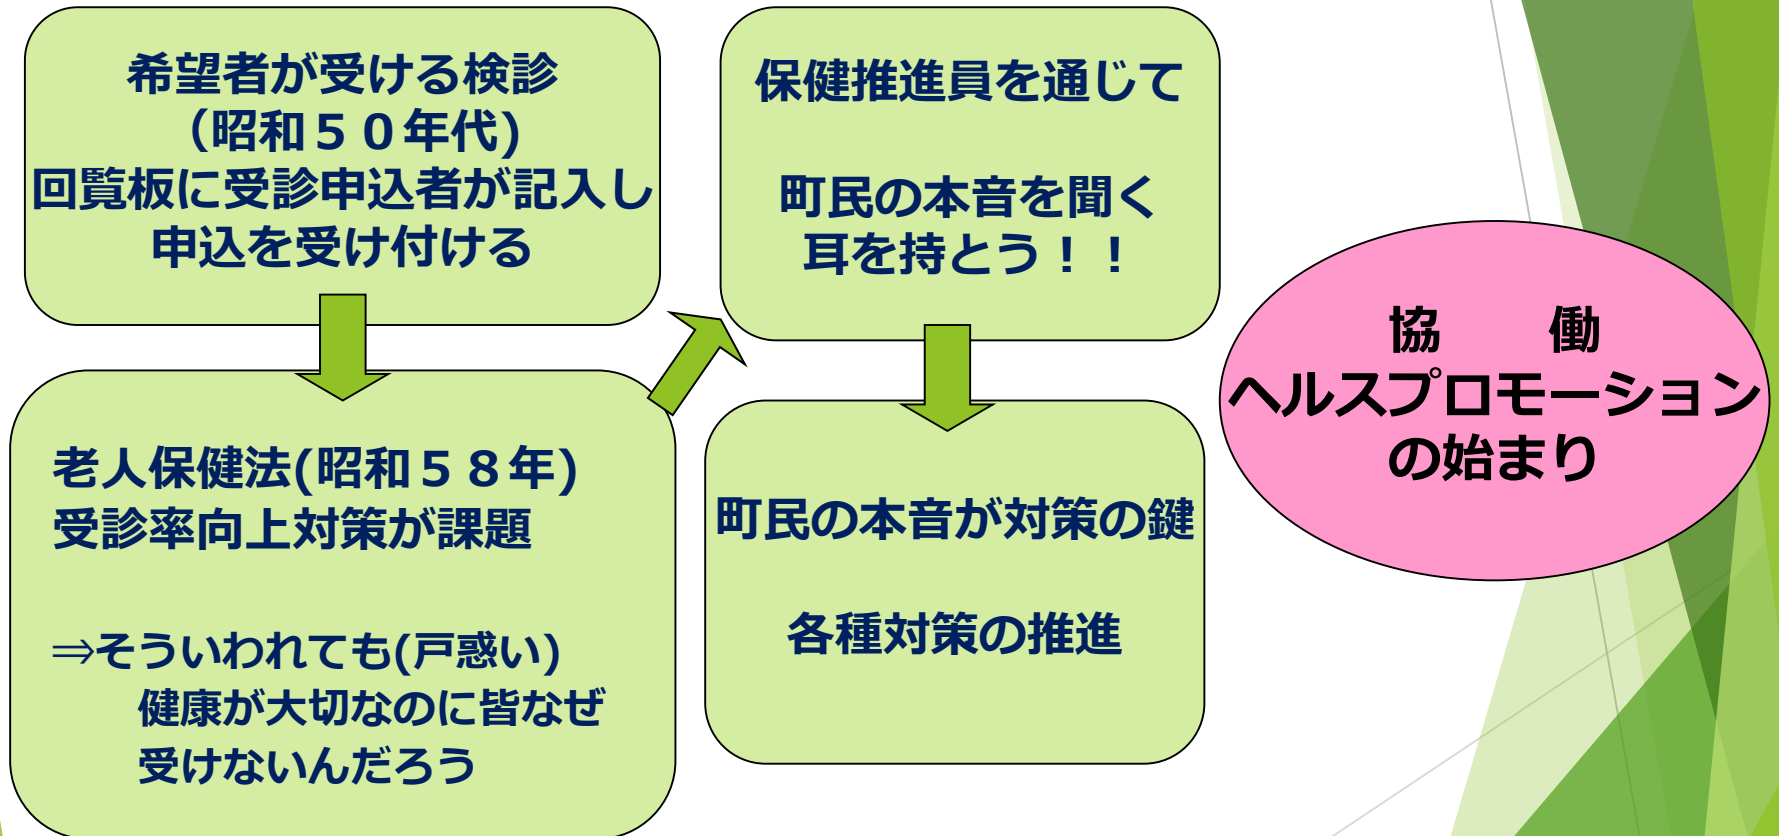 希望者が受ける検診
（昭和５０年代)
回覧板に受診申込者が記入し
申込を受け付ける
老人保健法(昭和５８年)
受診率向上対策が課題
⇒そういわれても(戸惑い)
健康が大切なのに皆なぜ
受けないんだろう
保健推進員を通じて
町民の本音を聞く
耳を持とう！！
町民の本音が対策の鍵
各種対策の推進
協　　働
ヘルスプロモーション
の始まり